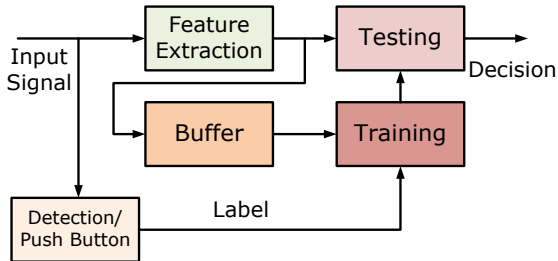 Feature
Extraction
Testing
Input
Signal
Decision
Buffer
Training
Label
Detection/
Push Button